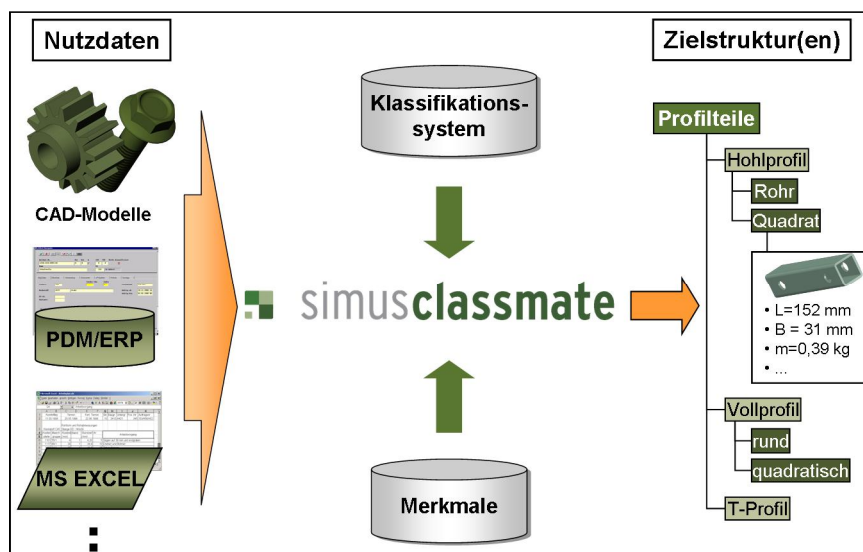 Nutzdaten
CAD-Modelle
PDM/ERP
MS EXCEL
Klassifikations-
system
simusclassmate
Merkmale
Zielstruktur(en)
Profilteile
Hohlprofil
Rohr
Quadrat
• L=152 mm
• B = 31 mm
• m=0,39 kg
• ...
Vollprofil
rund
quadratisch
T-Profil